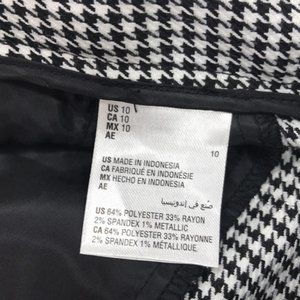 US 10
CA 10
MX 10
AE
10
US MADE IN INDONESIA
CA FABRIQUÉ EN INDONÉSIE
MX HECHO EN INDONESIA
AE
صنع في إندونيسيا
US 64% POLYESTER 33% RAYON
2% SPANDEX 1% METALLIC
CA 64% POLYESTER 33% RAYONNE
2% SPANDEX 1% MÉTALLIQUE